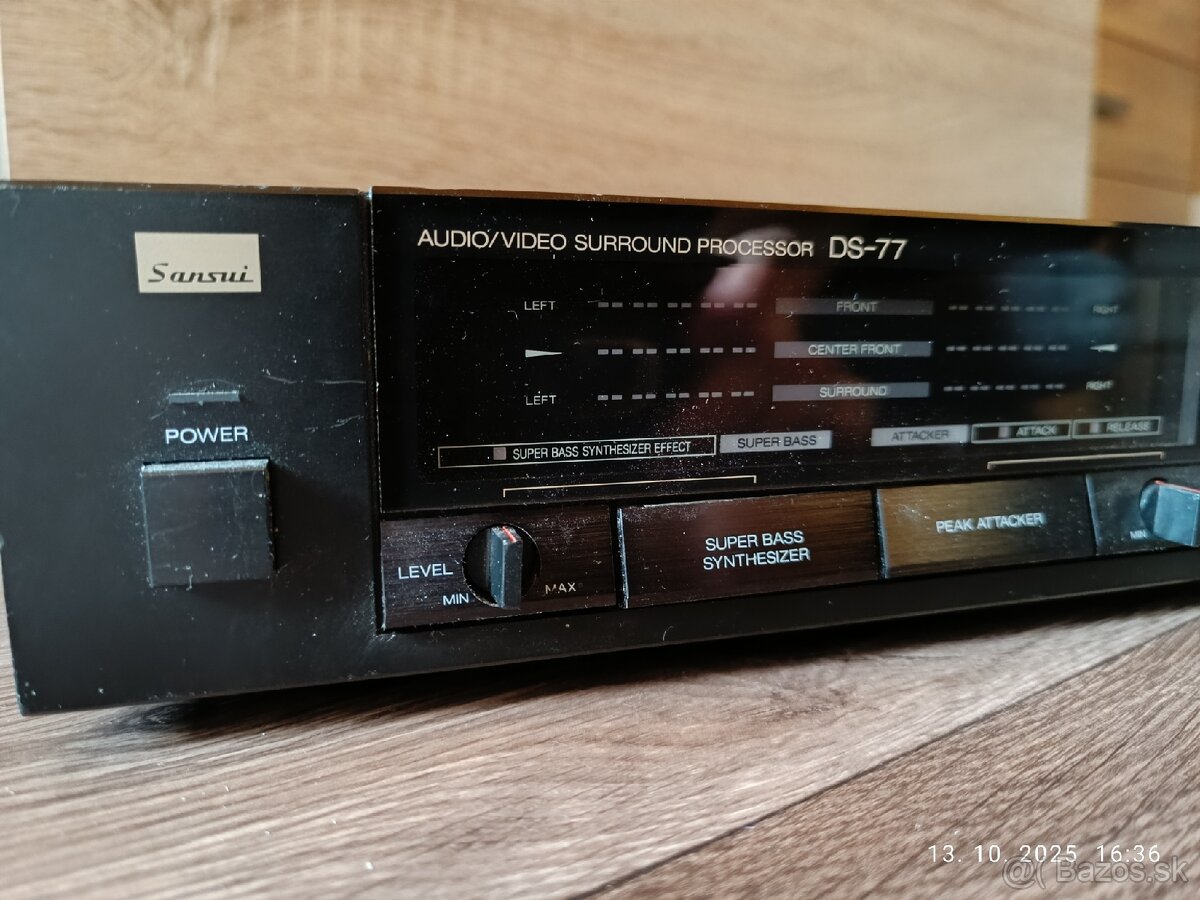 Sansui
AUDIO/VIDEO SURROUND PROCESSOR DS-77
LEFT FRONT RIGHT
CENTER FRONT
LEFT SURROUND RIGHT
SUPER BASS SYNTHESIZER EFFECT SUPER BASS ATTACKER ATTACK RELEASE
POWER
LEVEL
MIN MAX
SUPER BASS
SYNTHESIZER
PEAK ATTACKER
MIN
13. 10. 2025 16:36
@( Bazos.sk